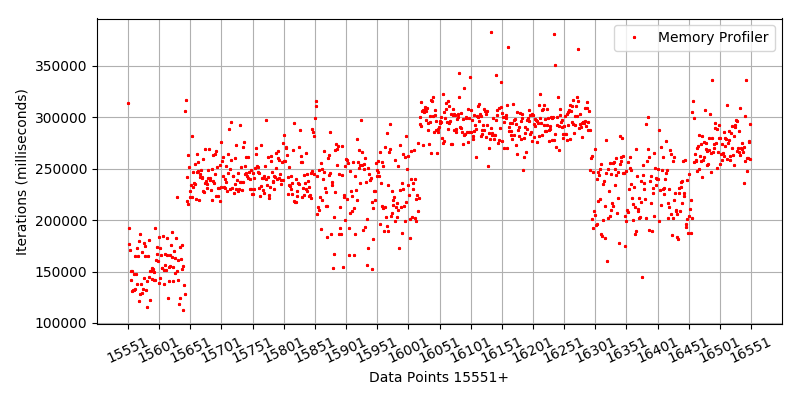 Memory Profiler
350000
300000
250000
200000
150000
100000
Iterations (milliseconds)
15551 15601 15651 15701 15751 15801 15851 15901 15951 16001 16051 16101 16151 16201 16251 16301 16351 16401 16451 16501 16551
Data Points 15551+